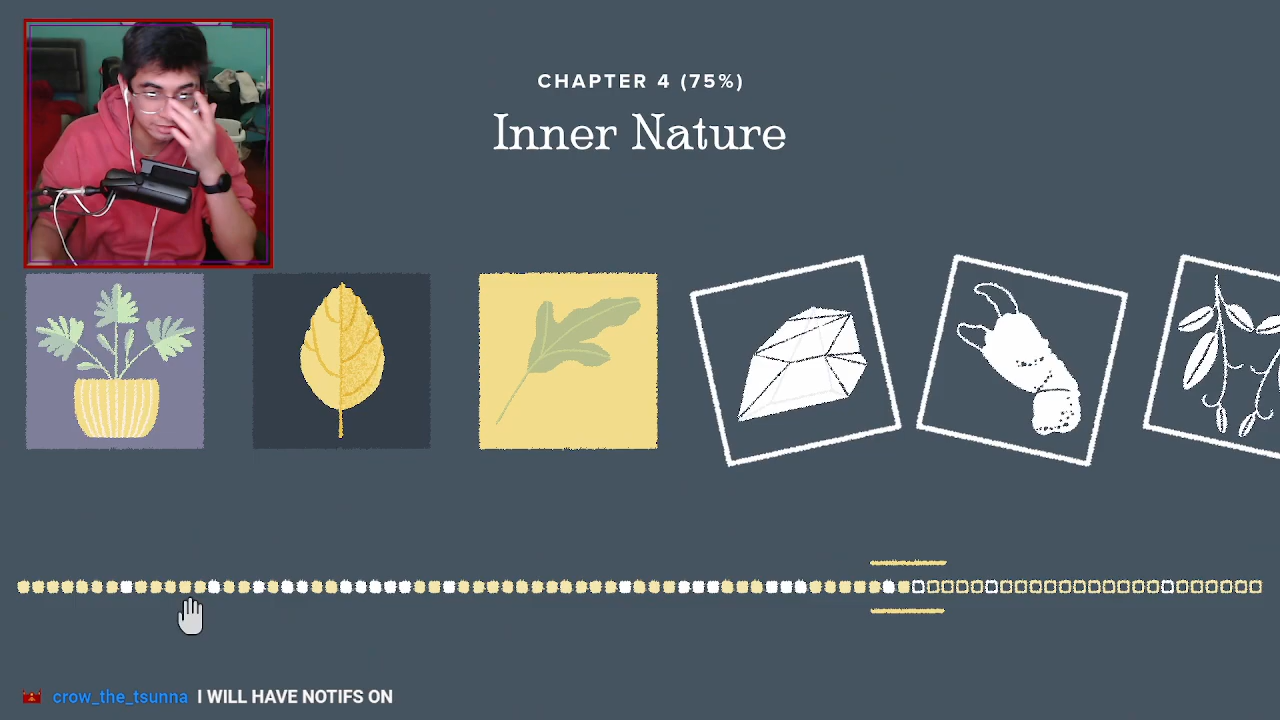 CHAPTER 4 (75%)
Inner Nature
crow_the_tsunna I WILL HAVE NOTIFS ON